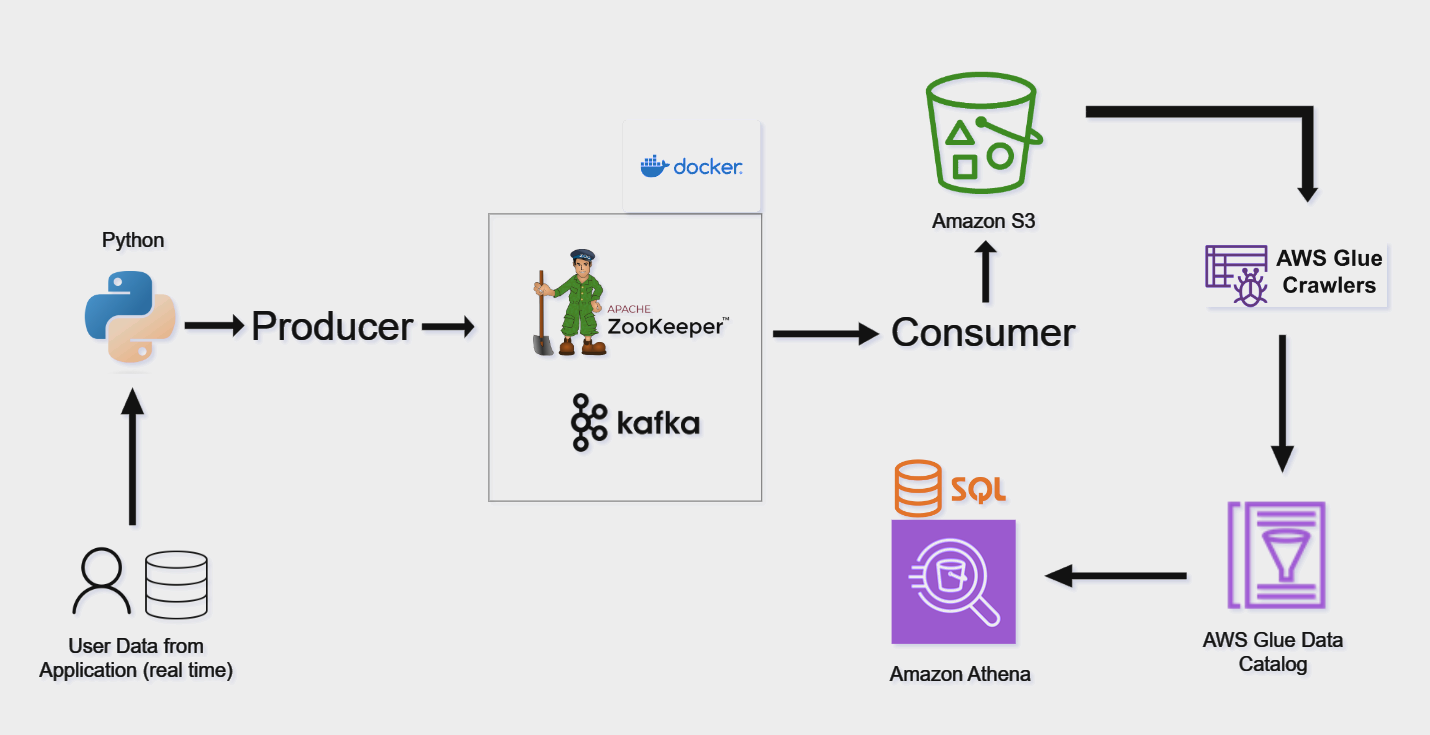 Python
Producer
docker
APACHE
ZooKeeper™
kafka
Consumer
Amazon S3
AWS Glue
Crawlers
AWS Glue Data
Catalog
SQL
Amazon Athena
User Data from
Application (real time)